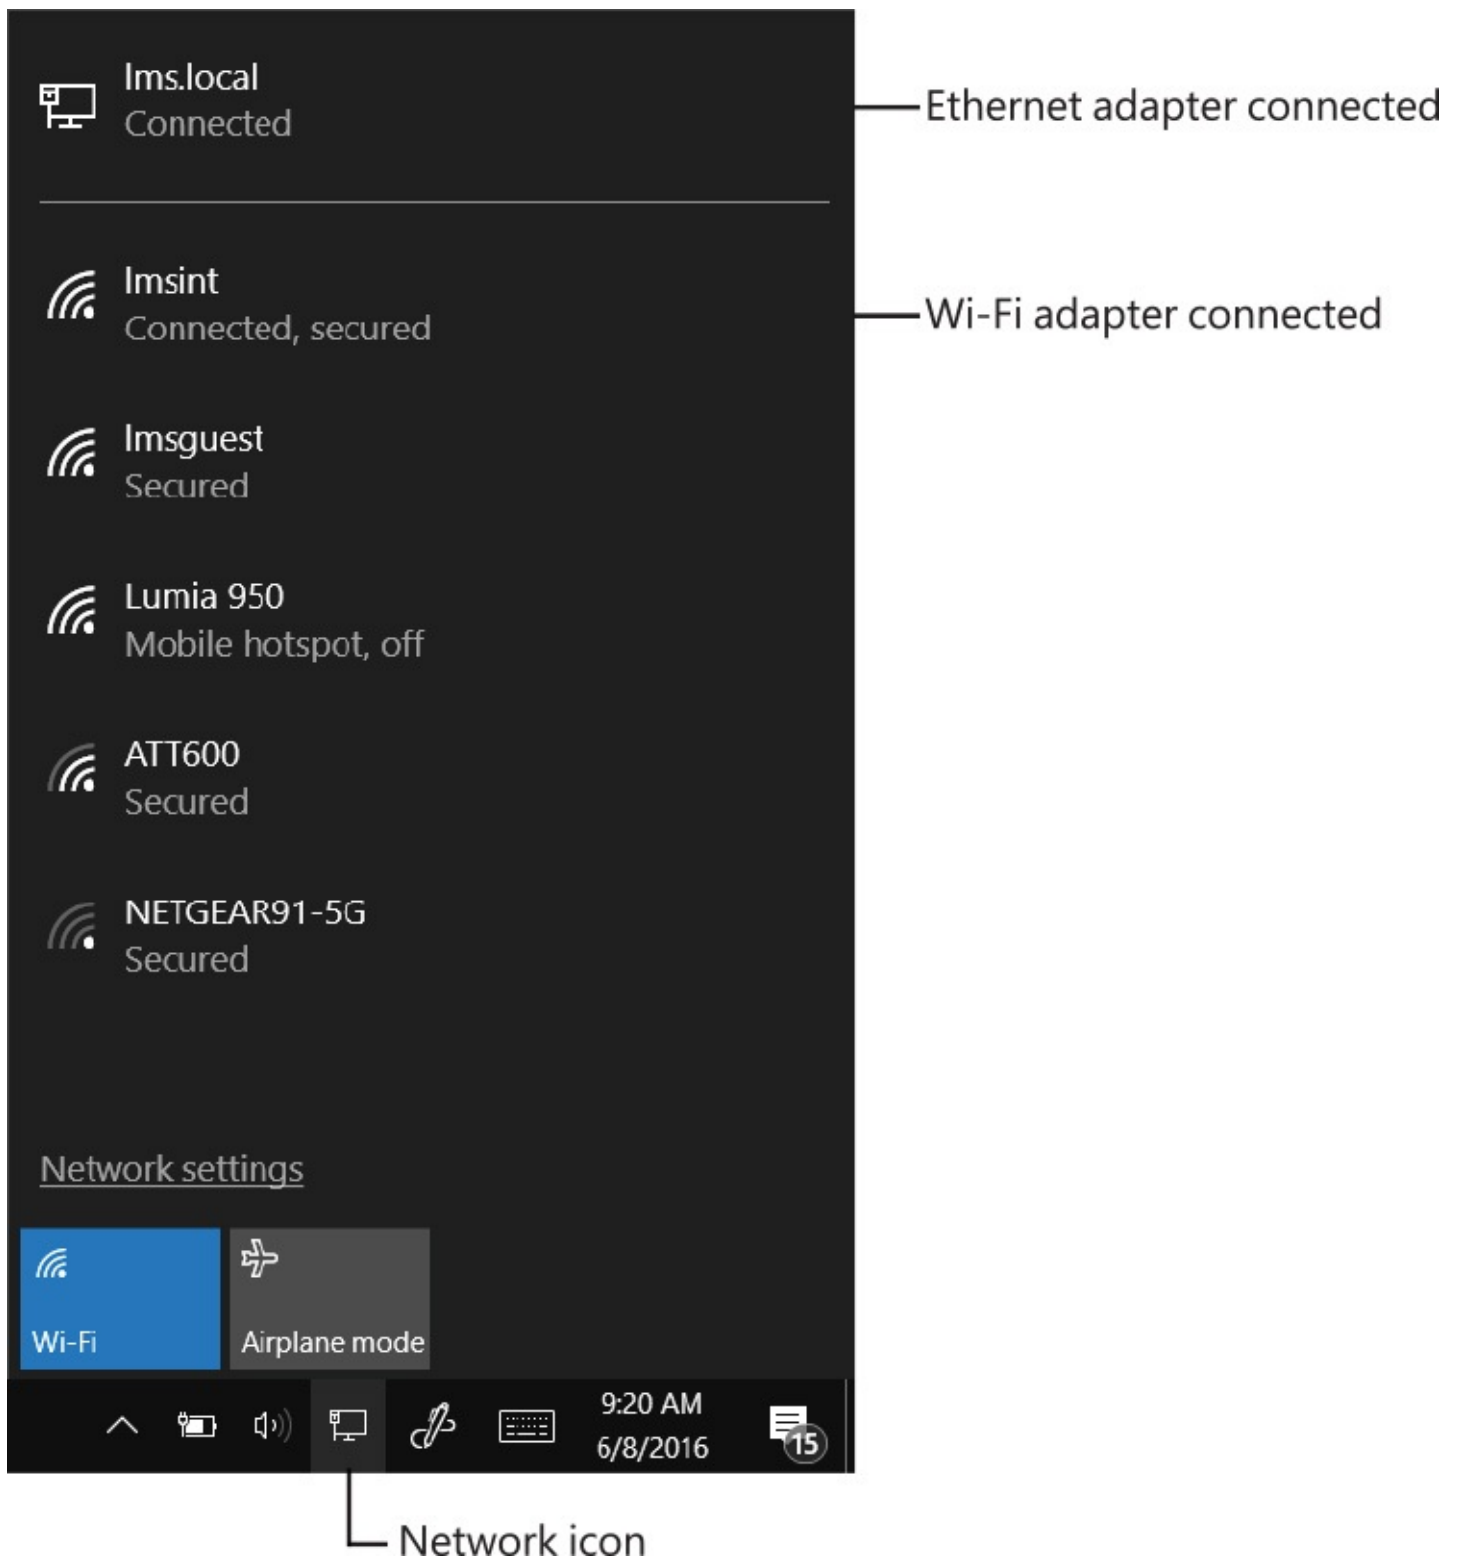 lms.local
Connected
Ethernet adapter connected
lmsint
Connected, secured
Wi-Fi adapter connected
lmsguest
Secured
Lumia 950
Mobile hotspot, off
ATT600
Secured
NETGEAR91-5G
Secured
Network settings
Wi-Fi
Airplane mode
9:20 AM
6/8/2016
15
Network icon